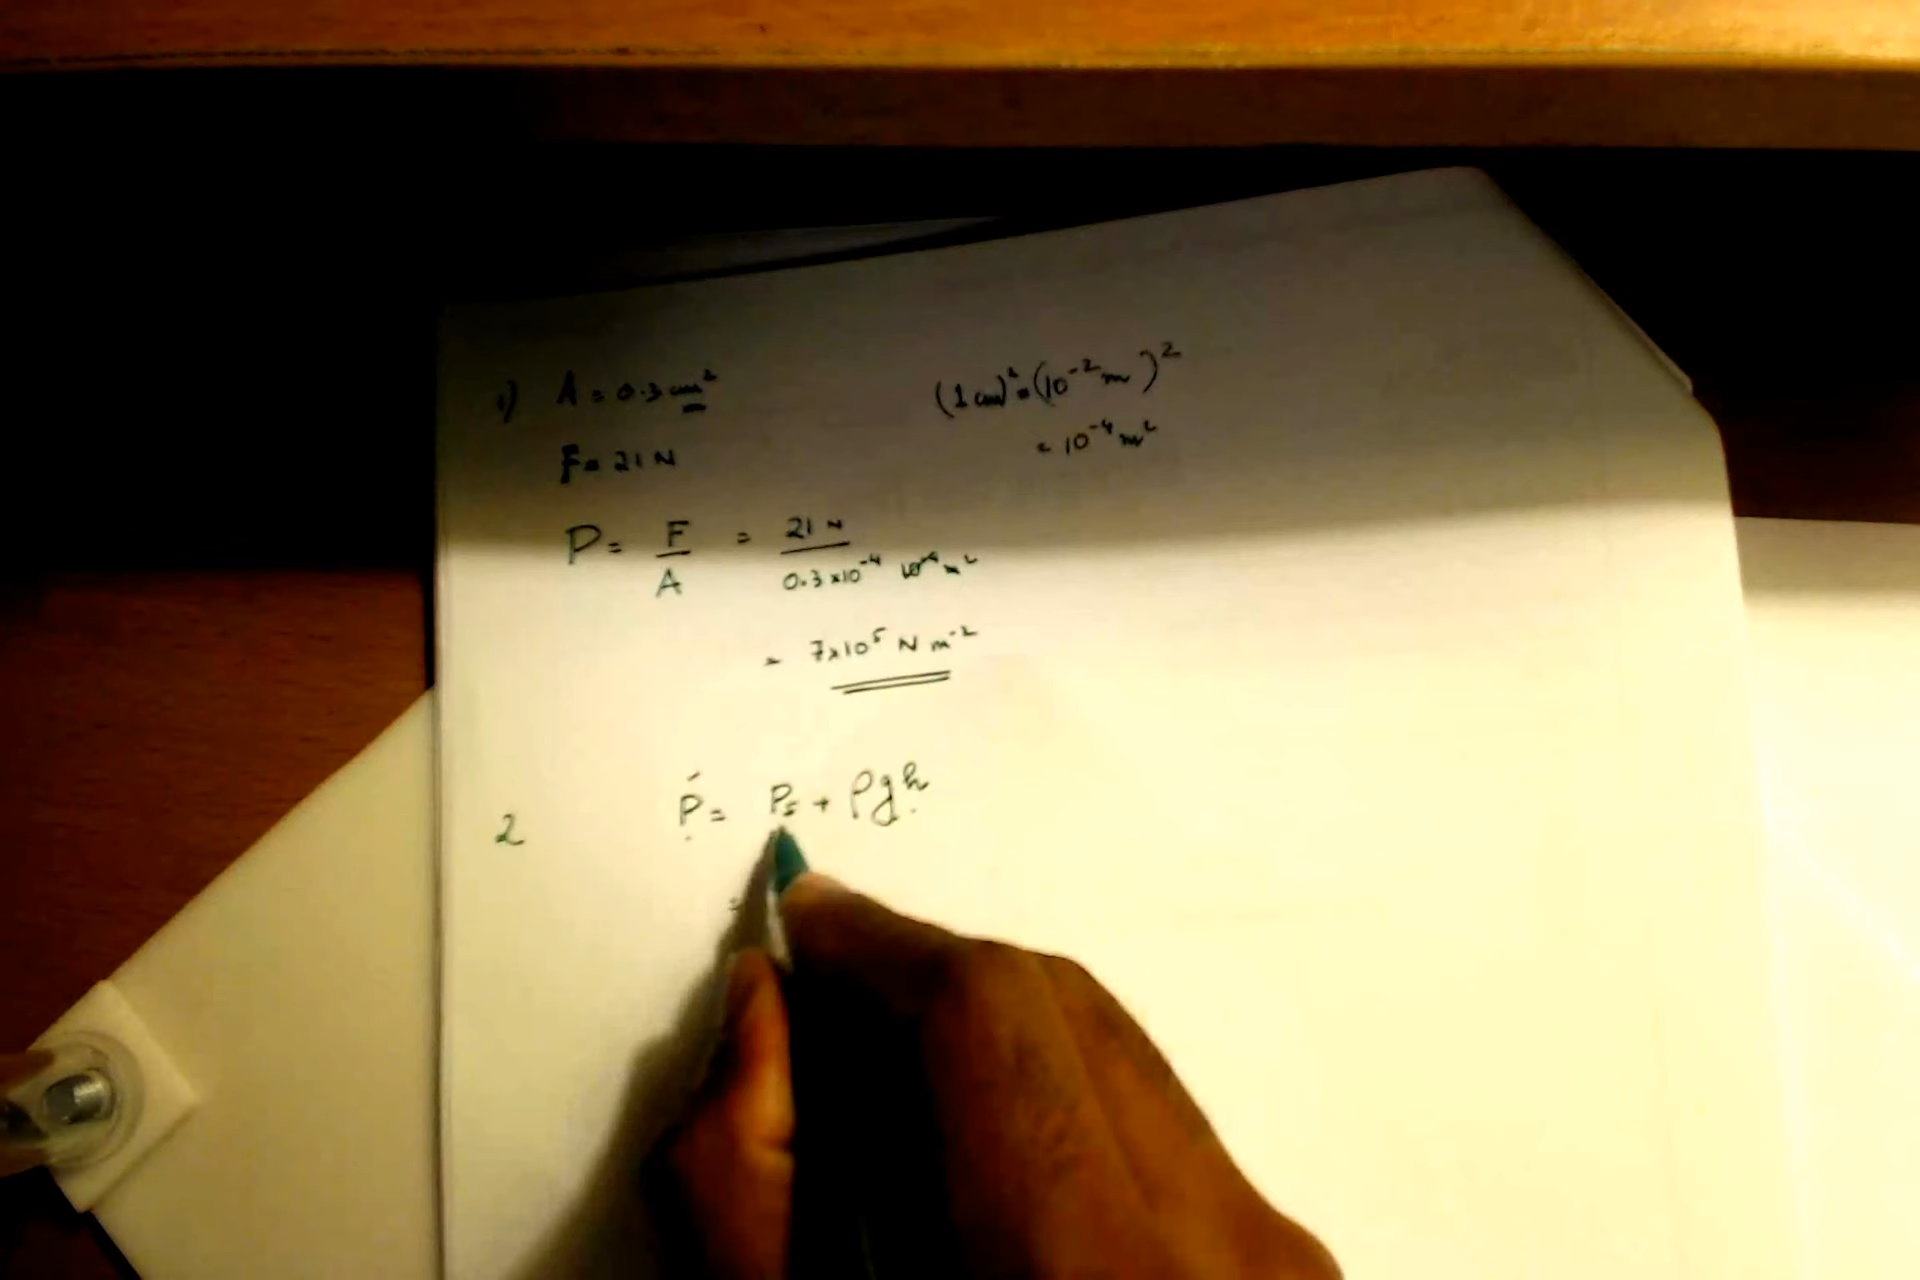 1) A = 0.3 cm² (1 cm)² = (10⁻² m)²
F = 21 N = 10⁻⁴ m²
P = F/A = 21 N / 0.3 × 10⁻⁴ m²
= 7×10⁵ N m⁻²
2 P = Ps + ρgh
=